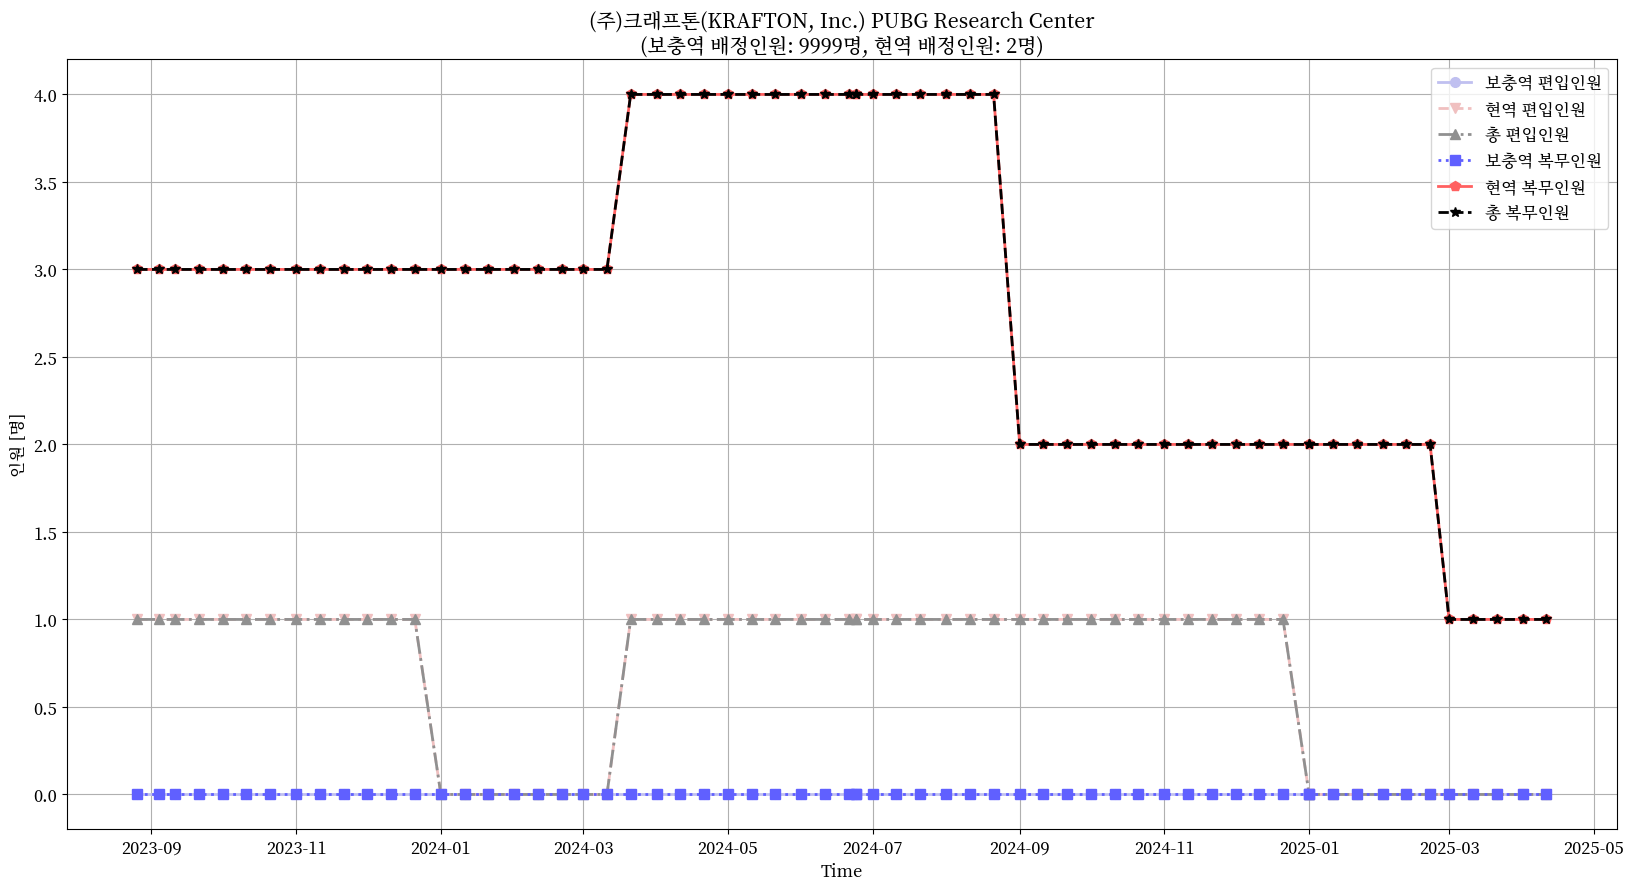 (주)크래프톤(KRAFTON, Inc.) PUBG Research Center
(보충역 배정인원: 9999명, 현역 배정인원: 2명)
보충역 편입인원
현역 편입인원
총 편입인원
보충역 복무인원
현역 복무인원
총 복무인원
인원 [명]
4.0
3.5
3.0
2.5
2.0
1.5
1.0
0.5
0.0
2023-09
2023-11
2024-01
2024-03
2024-05
2024-07
2024-09
2024-11
2025-01
2025-03
2025-05
Time